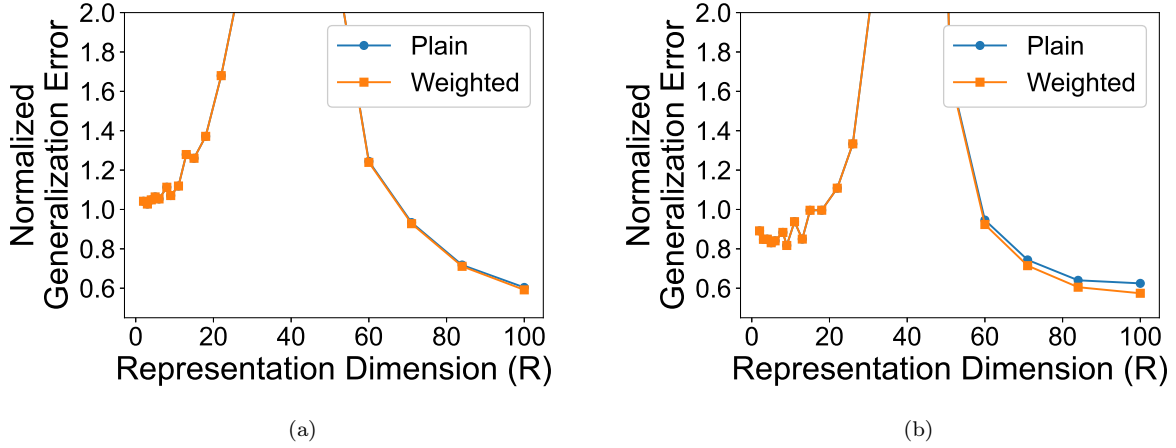 2.0
1.8
1.6
1.4
1.2
1.0
0.8
0.6
Normalized
Generalization Error
Plain
Weighted
0 20 40 60 80 100
Representation Dimension (R)
(a)
2.0
1.8
1.6
1.4
1.2
1.0
0.8
0.6
Normalized
Generalization Error
Plain
Weighted
0 20 40 60 80 100
Representation Dimension (R)
(b)